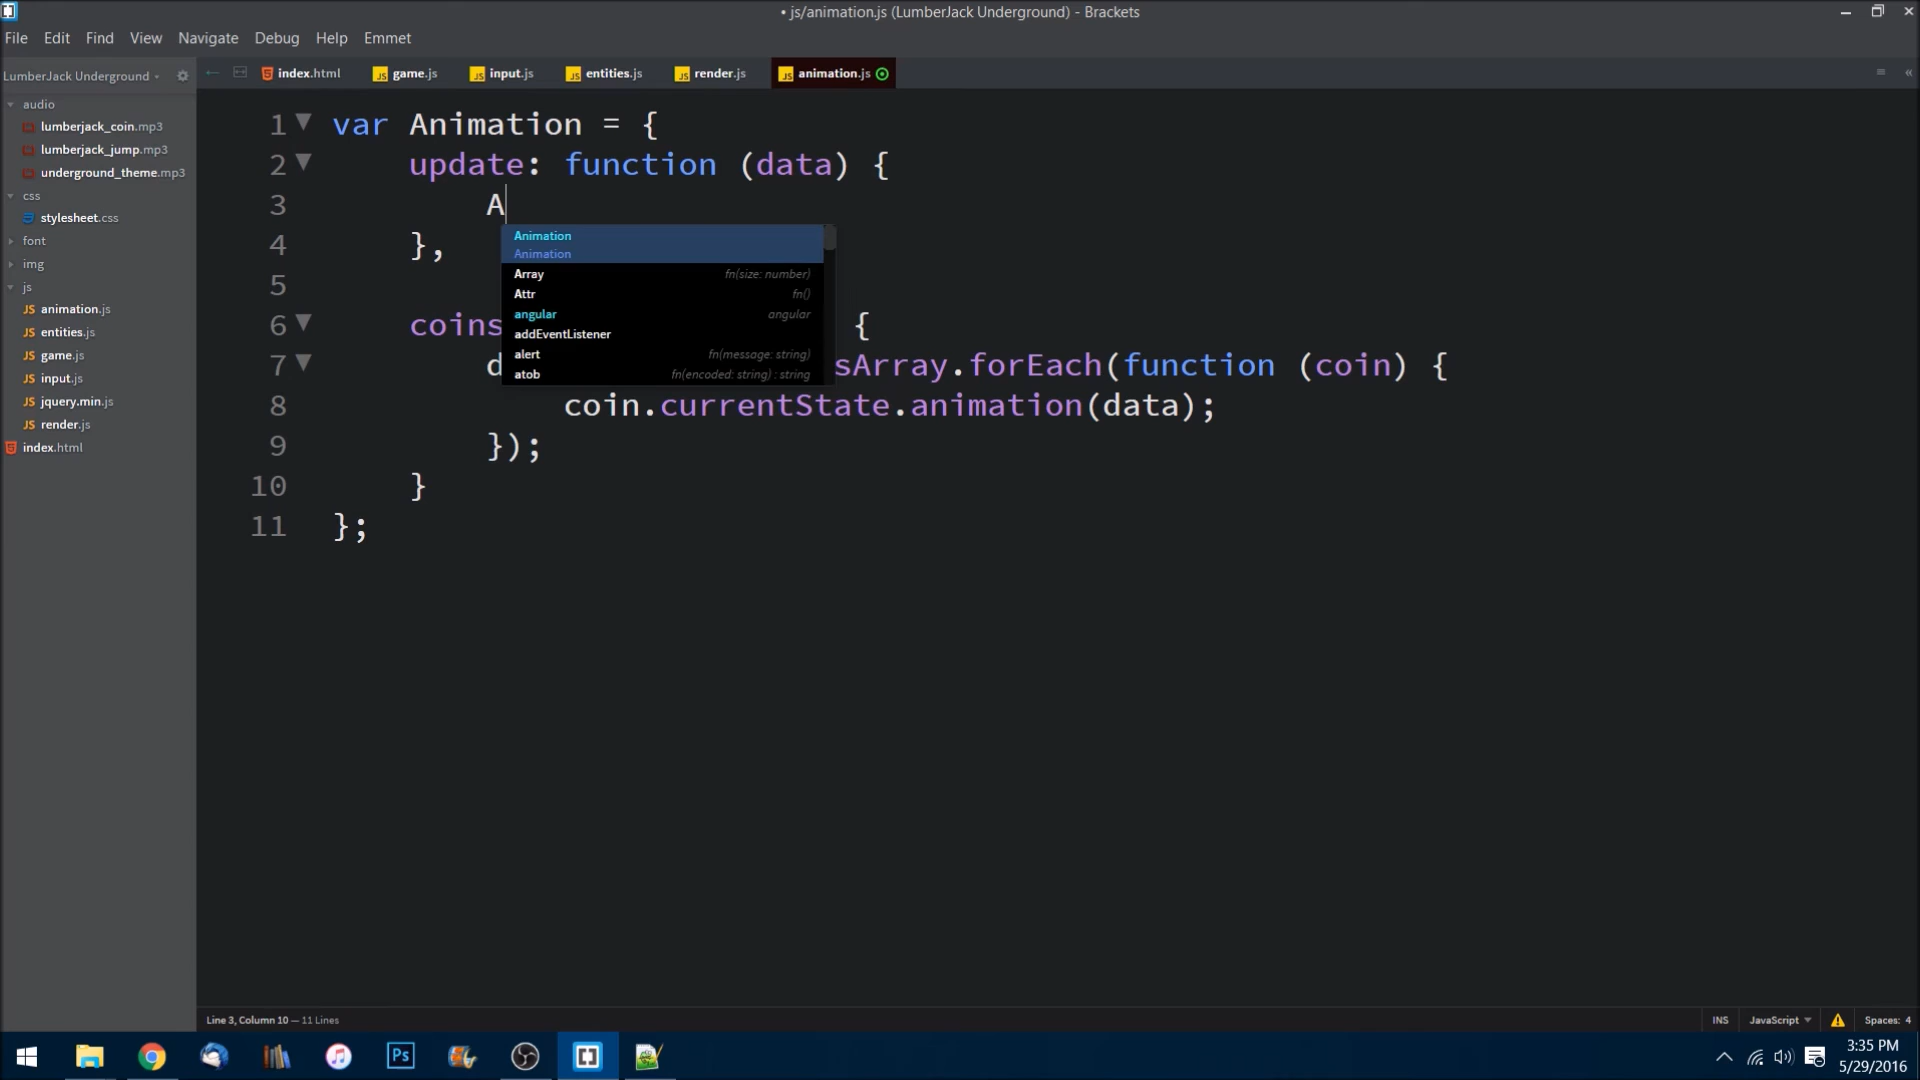 • js/animation.js (LumberJack Underground) - Brackets
File Edit Find View Navigate Debug Help Emmet
LumberJack Underground
index.html game.js input.js entities.js render.js animation.js
audio
lumberjack_coin.mp3
lumberjack_jump.mp3
underground_theme.mp3
css
stylesheet.css
font
img
js
animation.js
entities.js
game.js
input.js
jquery.min.js
render.js
index.html
1 var Animation = {
2 update: function (data) {
3 A
4 },
5
6 coins {
7 d sArray.forEach(function (coin) {
8 coin.currentState.animation(data);
9 });
10 }
11 };
Animation
Animation
Array fn(size: number)
Attr fn()
angular angular
addEventListener
alert fn(message: string)
atob fn(encoded: string) : string
Line 3, Column 10 — 11 Lines
INS JavaScript Spaces: 4
Ps
3:35 PM
5/29/2016